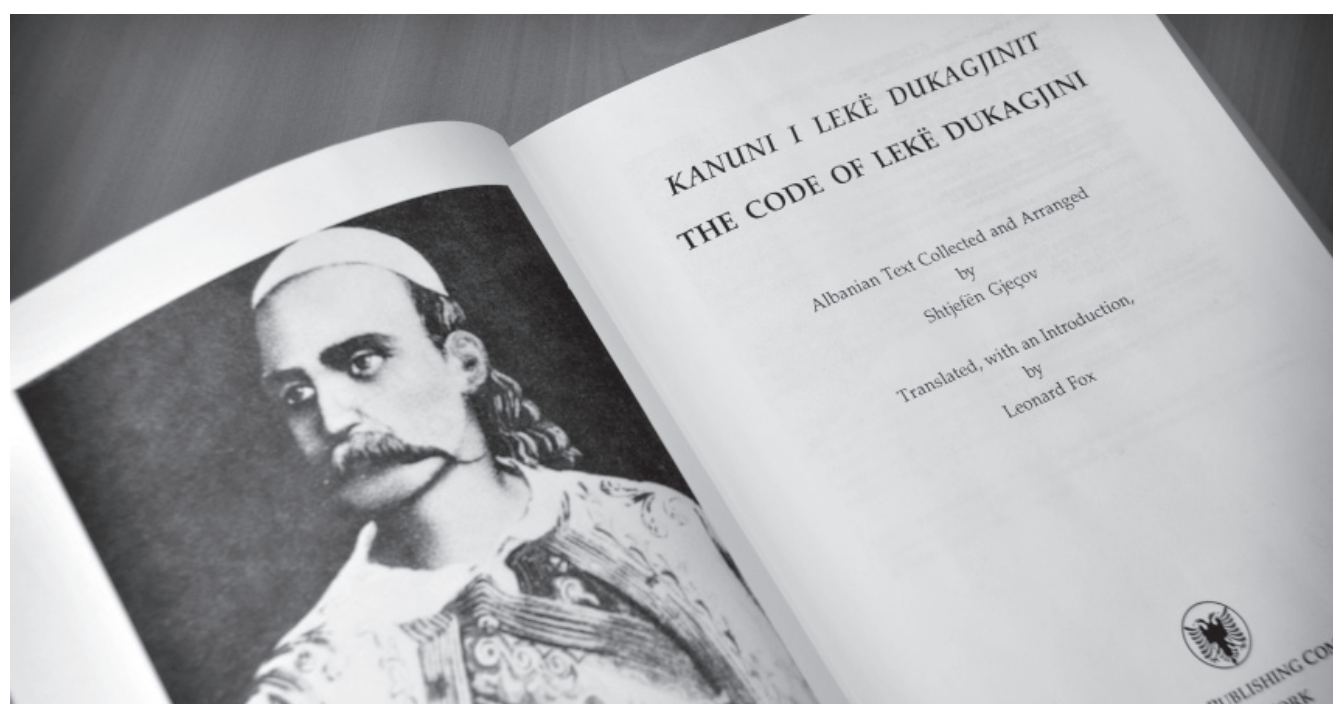 KANUNI I LEKË DUKAGJINIT
THE CODE OF LEKË DUKAGJINI
Albanian Text Collected and Arranged
by
Shtjefën Gjeçov
Translated, with an Introduction,
by
Leonard Fox
PUBLISHING